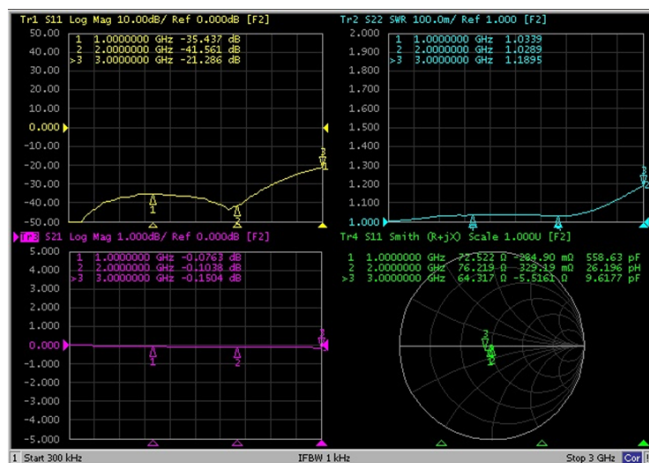 Tr1 S11 Log Mag 10.00dB/ Ref 0.000dB [F2]
50.00
40.00
30.00
20.00
10.00
0.000
-10.00
-20.00
-30.00
-40.00
-50.00
1 1.0000000 GHz -35.437 dB
2 2.0000000 GHz -41.561 dB
>3 3.0000000 GHz -21.286 dB
3
1
2
Tr2 S22 SWR 100.0m/ Ref 1.000 [F2]
2.000
1.900
1.800
1.700
1.600
1.500
1.400
1.300
1.200
1.100
1.000
1 1.0000000 GHz 1.0339
2 2.0000000 GHz 1.0289
>3 3.0000000 GHz 1.1895
3
Tr3 S21 Log Mag 1.000dB/ Ref 0.000dB [F2]
5.000
4.000
3.000
2.000
1.000
0.000
-1.000
-2.000
-3.000
-4.000
-5.000
1 1.0000000 GHz -0.0763 dB
2 2.0000000 GHz -0.1038 dB
>3 3.0000000 GHz -0.1504 dB
3
1
2
Tr4 S11 Smith (R+jX) Scale 1.000U [F2]
1 1.0000000 GHz 72.522 Ω -284.90 mΩ 558.63 pF
2 2.0000000 GHz 76.219 Ω 329.19 mΩ 26.196 pH
>3 3.0000000 GHz 64.317 Ω -5.5161 Ω 9.6177 pF
3
1 Start 300 kHz
IFBW 1 kHz
Stop 3 GHz Cor !